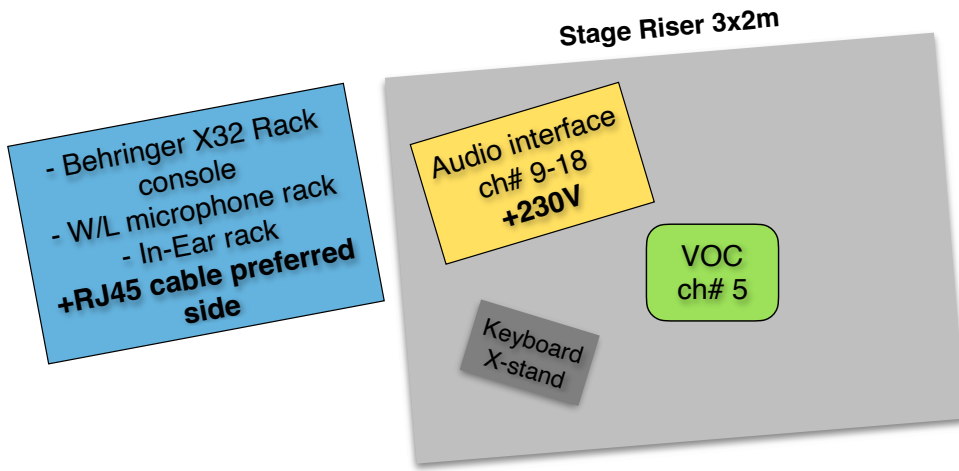 Stage Riser 3x2m
- Behringer X32 Rack
console
- W/L microphone rack
- In-Ear rack
+RJ45 cable preferred
side
Audio interface
ch# 9-18
+230V
VOC
ch# 5
Keyboard
X-stand